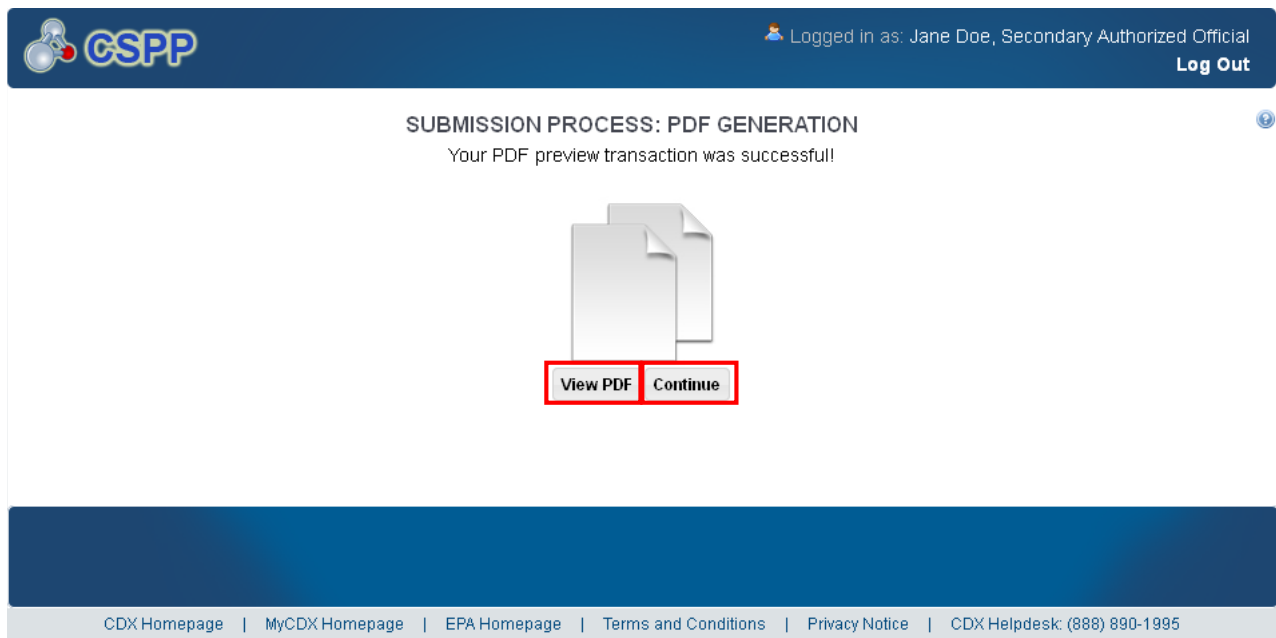 CSPP
Logged in as: Jane Doe, Secondary Authorized Official
Log Out
SUBMISSION PROCESS: PDF GENERATION
Your PDF preview transaction was successful!
View PDF Continue
CDX Homepage | MyCDX Homepage | EPA Homepage | Terms and Conditions | Privacy Notice | CDX Helpdesk: (888) 890-1995